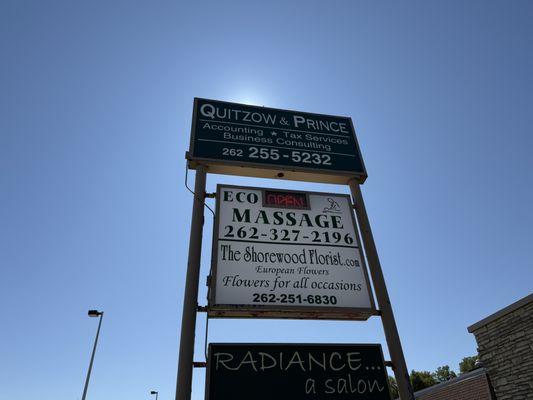 QUITZOW & PRINCE
Accounting ★ Tax Services
Business Consulting
262 255-5232
ECO OPEN
MASSAGE
262-327-2196
The Shorewood Florist.com
European Flowers
Flowers for all occasions
262-251-6830
RADIANCE...
a salon